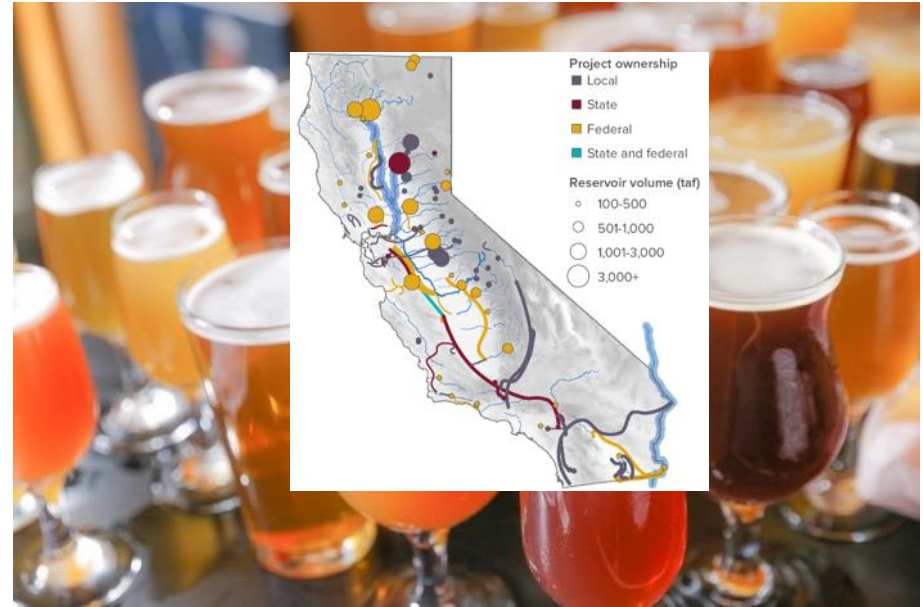 Project ownership
Local
State
Federal
State and federal
Reservoir volume (taf)
100-500
501-1,000
1,001-3,000
3,000+